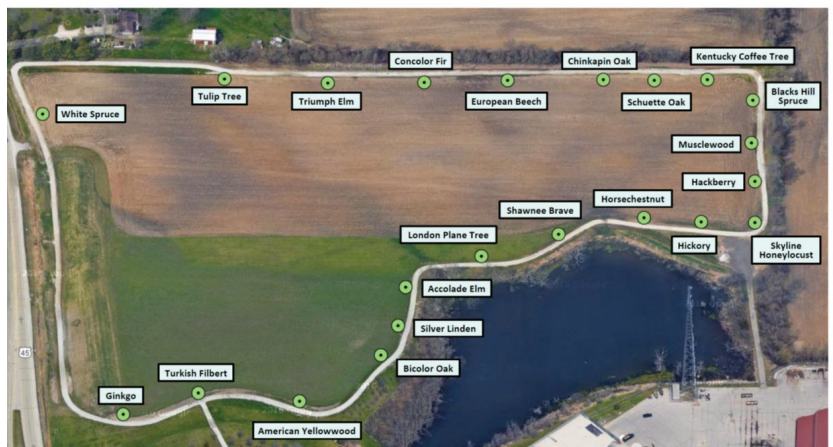 Concolor Fir
Chinkapin Oak
Kentucky Coffee Tree
Tulip Tree
Triumph Elm
European Beech
Schuette Oak
Blacks Hill
Spruce
White Spruce
Musclewood
Hackberry
Horsechestnut
Shawnee Brave
London Plane Tree
Hickory
Skyline
Honeylocust
Accolade Elm
Silver Linden
45
Bicolor Oak
Turkish Filbert
Ginkgo
American Yellowwood